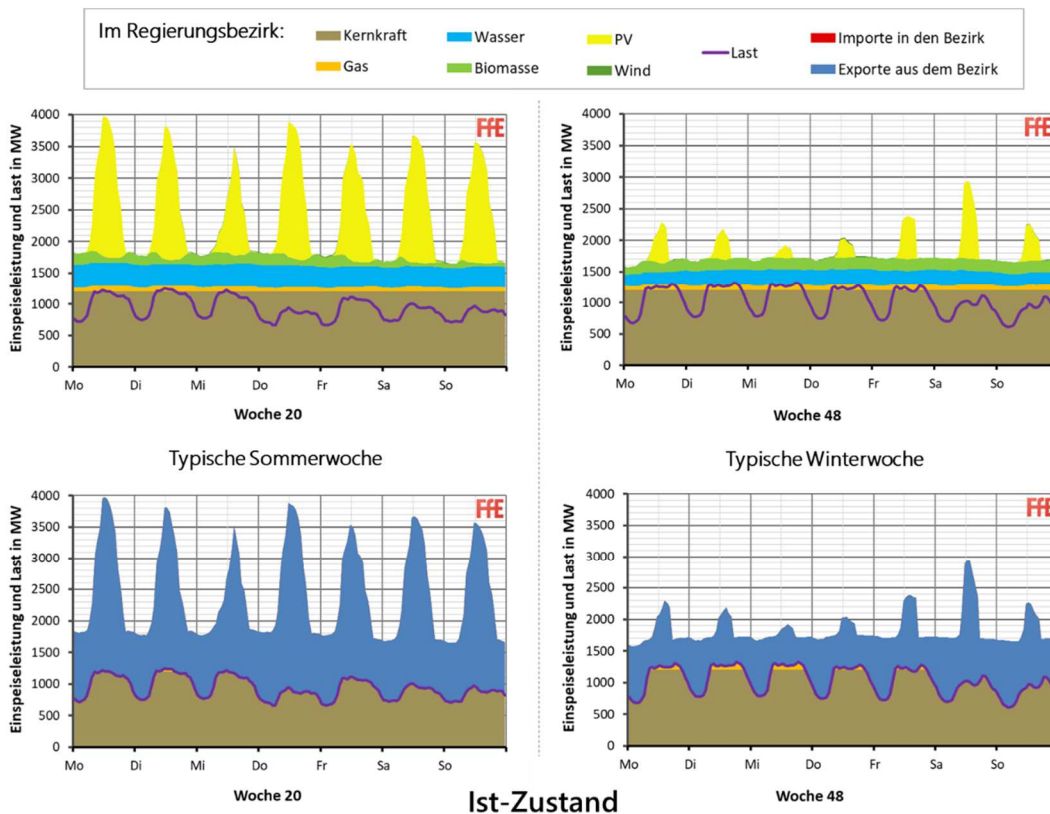 Im Regierungsbezirk:
Kernkraft Wasser PV Last Importe in den Bezirk
Gas Biomasse Wind Exporte aus dem Bezirk
Einspeiseleistung und Last in MW
4000
3500
3000
2500
2000
1500
1000
500
0
FfE
Mo Di Mi Do Fr Sa So
Woche 20
Einspeiseleistung und Last in MW
4000
3500
3000
2500
2000
1500
1000
500
0
FfE
Mo Di Mi Do Fr Sa So
Woche 48
Typische Sommerwoche
Typische Winterwoche
Einspeiseleistung und Last in MW
4000
3500
3000
2500
2000
1500
1000
500
0
FfE
Mo Di Mi Do Fr Sa So
Woche 20
Einspeiseleistung und Last in MW
4000
3500
3000
2500
2000
1500
1000
500
0
FfE
Mo Di Mi Do Fr Sa So
Woche 48
Ist-Zustand